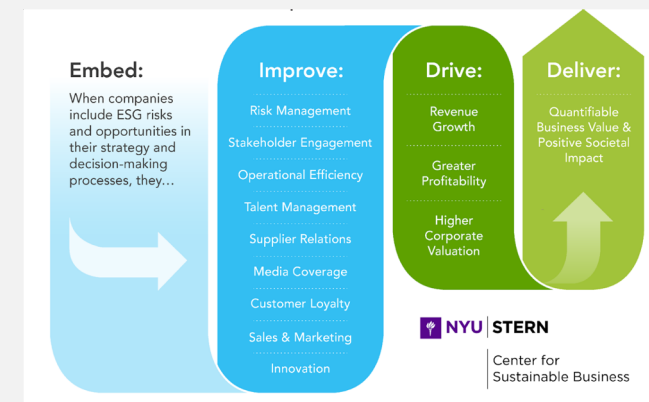 Embed:
When companies
include ESG risks
and opportunities in
their strategy and
decision-making
processes, they...
Improve:
Risk Management
Stakeholder Engagement
Operational Efficiency
Talent Management
Supplier Relations
Media Coverage
Customer Loyalty
Sales & Marketing
Innovation
Drive:
Revenue
Growth
Greater
Profitability
Higher
Corporate
Valuation
Deliver:
Quantifiable
Business Value &
Positive Societal
Impact
NYU STERN
Center for
Sustainable Business